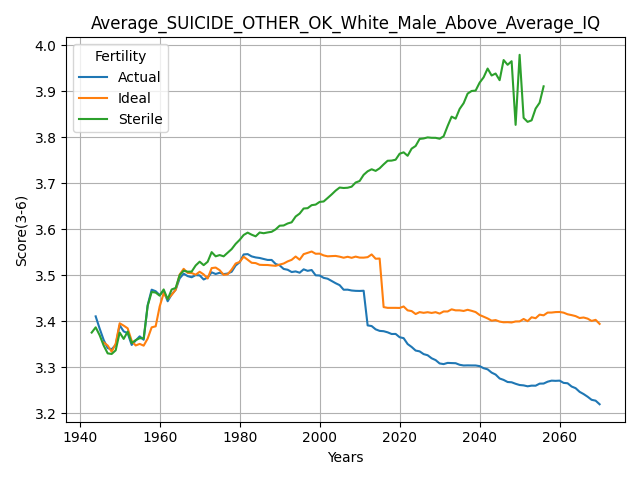 Average_SUICIDE_OTHER_OK_White_Male_Above_Average_IQ
Fertility
Actual
Ideal
Sterile
Score(3-6)
4.0
3.9
3.8
3.7
3.6
3.5
3.4
3.3
3.2
1940 1960 1980 2000 2020 2040 2060
Years